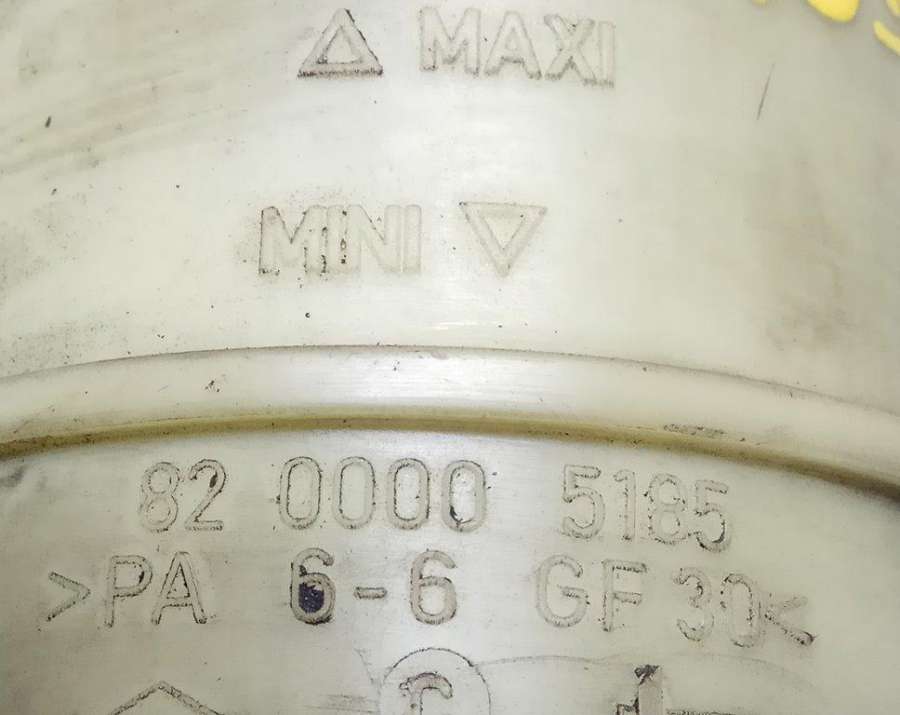 △ MAXI
MINI ▽
82 0000 5185
>PA 6-6 GF 30<
C